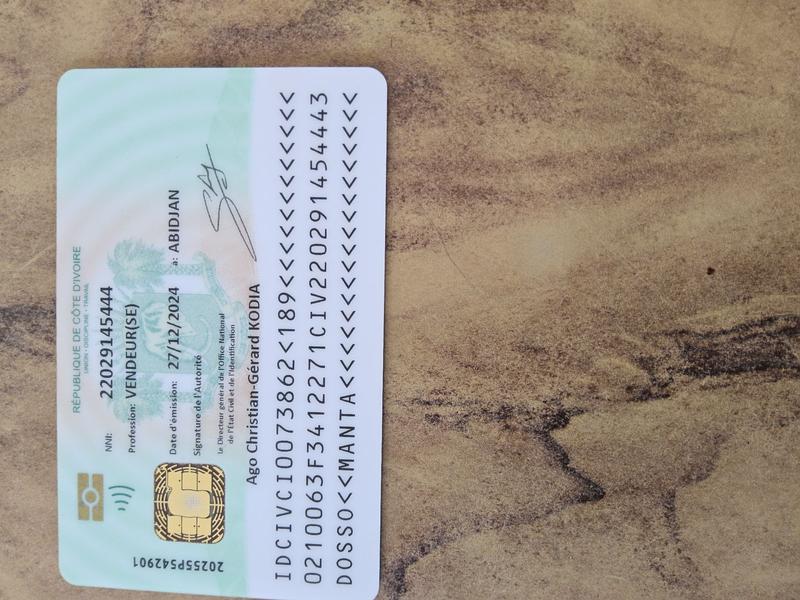 RÉPUBLIQUE DE CÔTE D'IVOIRE
UNION - DISCIPLINE - TRAVAIL
NNI: 22029145444
Profession: VENDEUR(SE)
Date d'émission: 27/12/2024 à: ABIDJAN
Signature de l'Autorité
Le Directeur général de l'Office National
de l'État Civil et de l'Identification
Ago Christian-Gérard KODIA
20255P542901
IDCIVCI0073862<189<<<<<<<<<<<<
0210063F3412271CIV220291454443
DOSSO<<MANTA<<<<<<<<<<<<<<<<<<